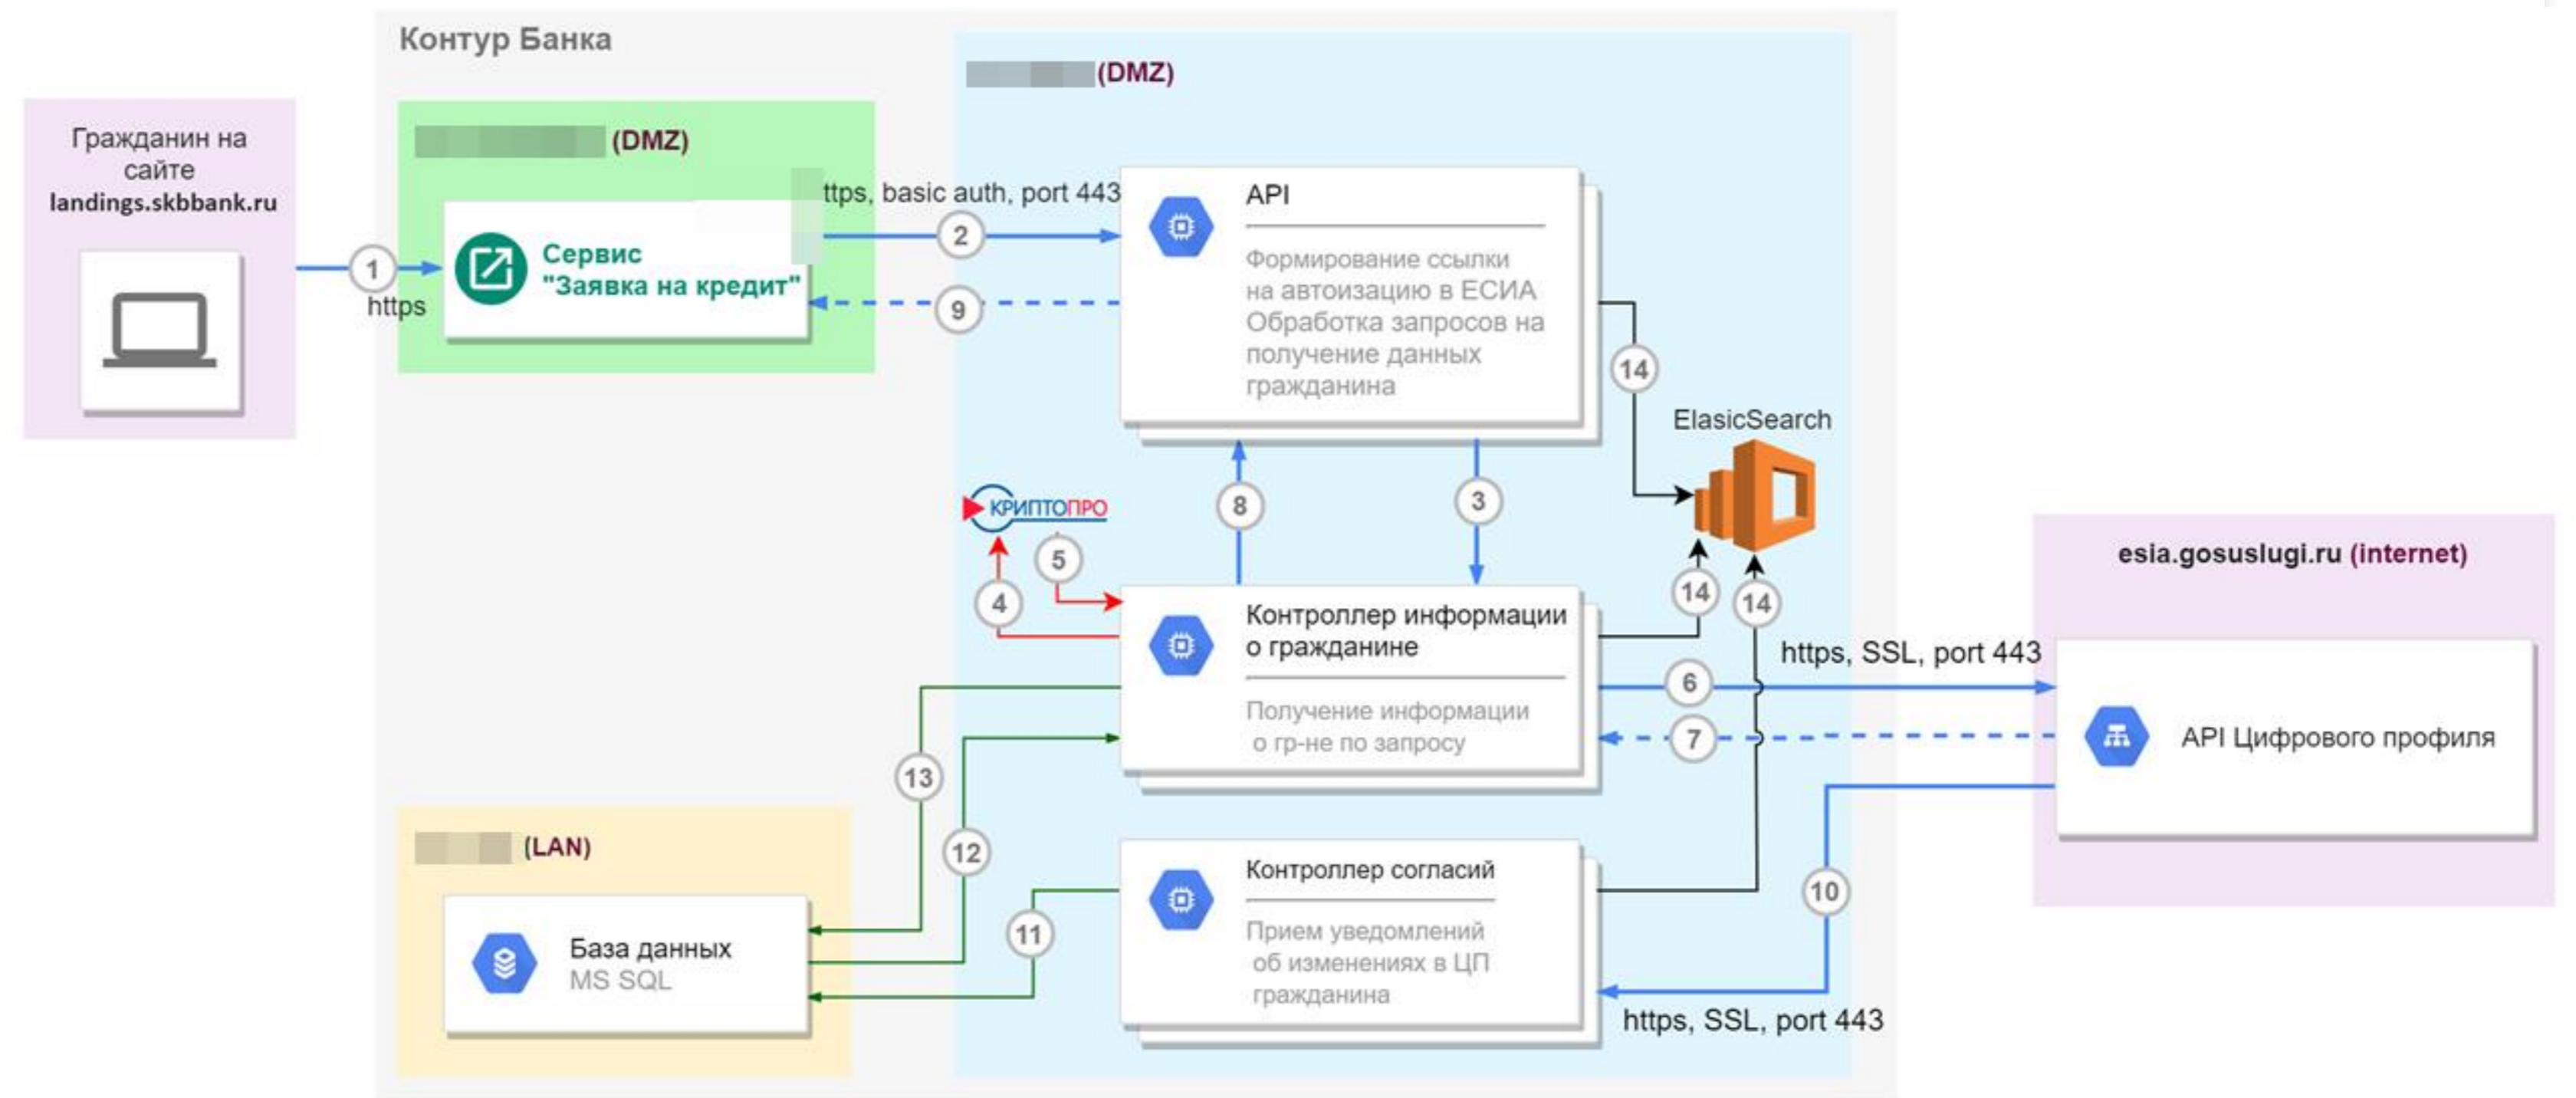 Контур Банка
Гражданин на
сайте
landings.skbbank.ru
1
https
(DMZ)
Сервис
"Заявка на кредит"
ttps, basic auth, port 443
2
9
(DMZ)
API
Формирование ссылки
на автоизацию в ЕСИА
Обработка запросов на
получение данных
гражданина
14
ElasicSearch
КРИПТОПРО
5
4
8
3
14
14
Контроллер информации
о гражданине
Получение информации
о гр-не по запросу
https, SSL, port 443
6
7
esia.gosuslugi.ru (internet)
API Цифрового профиля
13
12
11
10
(LAN)
База данных
MS SQL
Контроллер согласий
Прием уведомлений
об изменениях в ЦП
гражданина
https, SSL, port 443